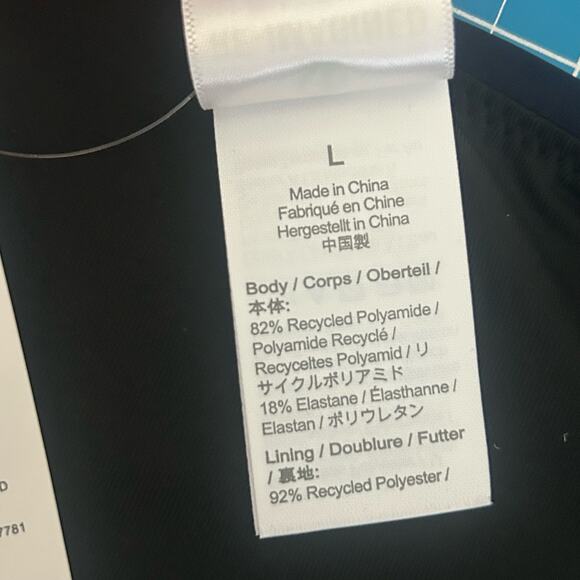 L
Made in China
Fabriqué en Chine
Hergestellt in China
中国製
Body / Corps / Oberteil /
本体:
82% Recycled Polyamide /
Polyamide Recyclé /
Recyceltes Polyamid / リ
サイクルポリアミド
18% Elastane / Élasthanne /
Elastan / ポリウレタン
Lining / Doublure / Futter
/ 裏地:
92% Recycled Polyester /
D
7781